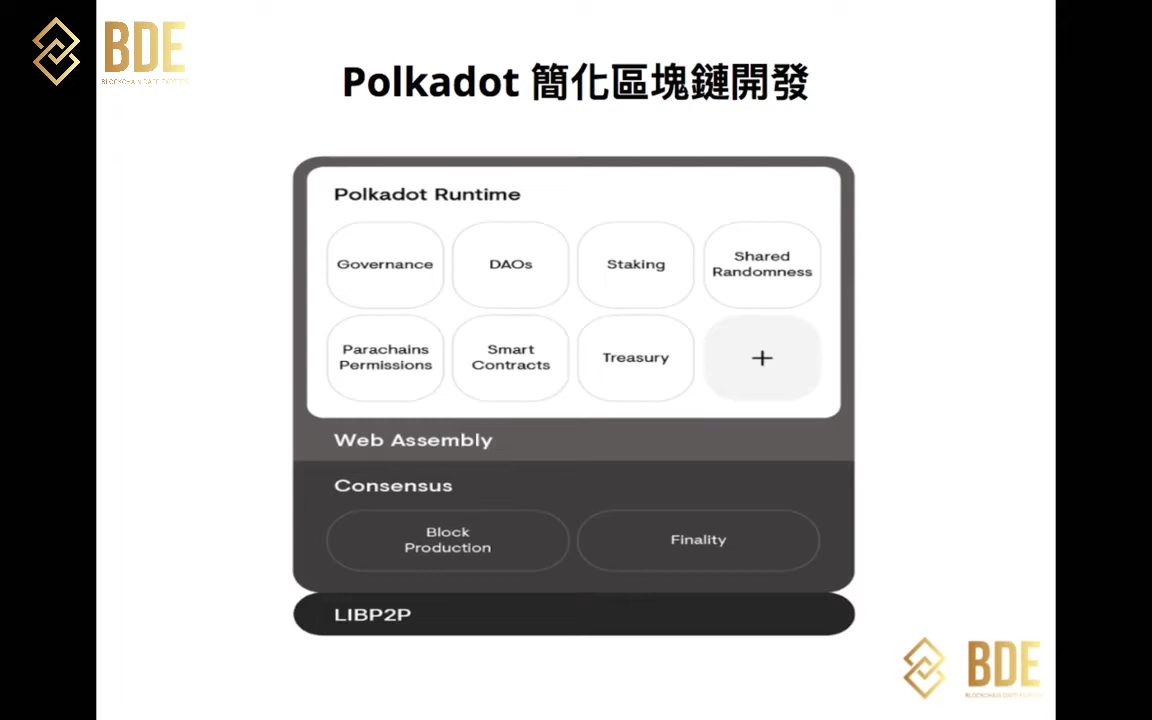 BDE
Polkadot 簡化區塊鏈開發
Polkadot Runtime
Governance
DAOs
Staking
Shared
Randomness
Parachains
Permissions
Smart
Contracts
Treasury
+
Web Assembly
Consensus
Block
Production
Finality
LIBP2P
BDE